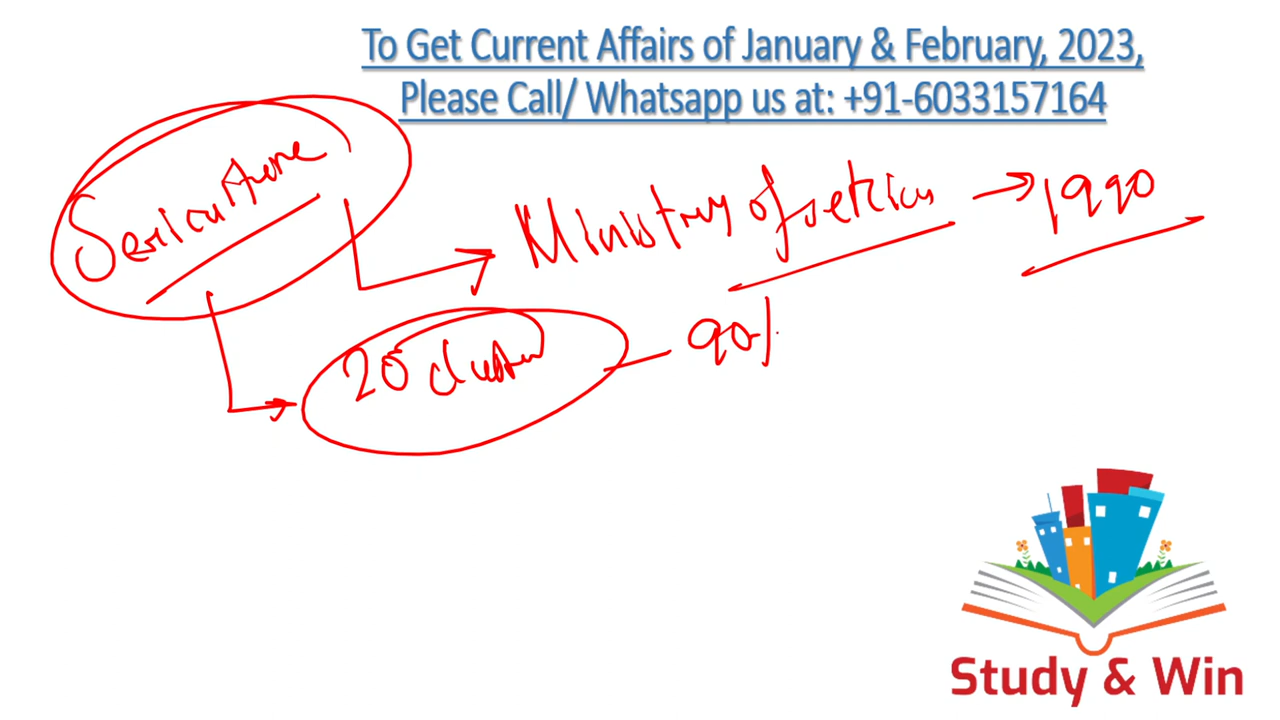 To Get Current Affairs of January & February, 2023,
Please Call/ Whatsapp us at: +91-6033157164
Sericulture
Ministry of → 1990
20 cluster 90%
Study & Win